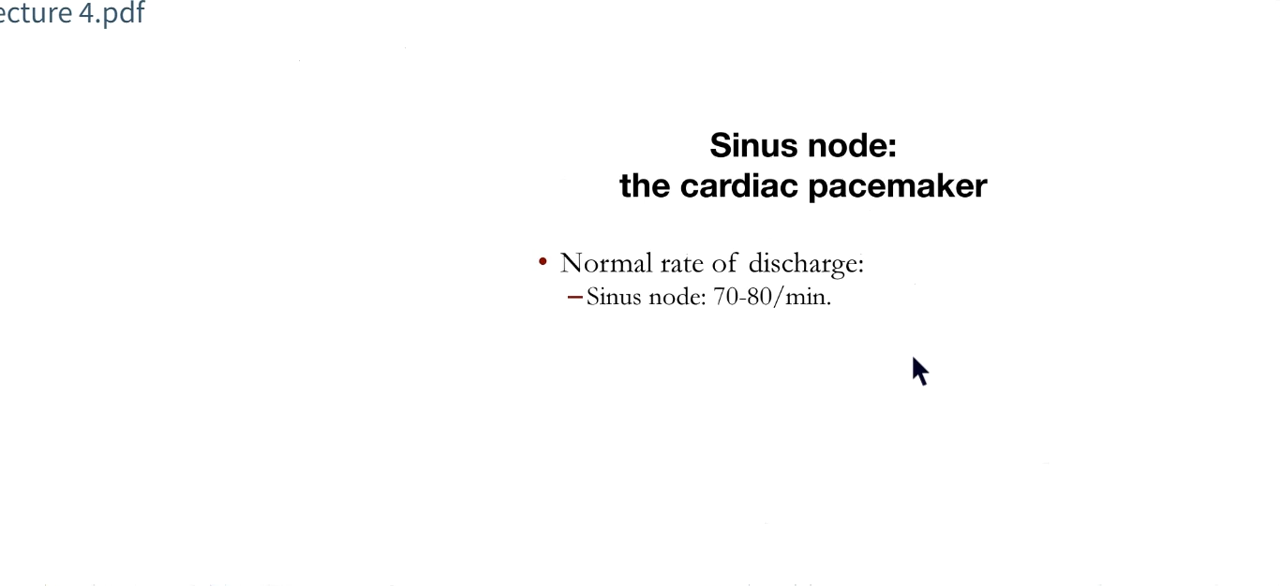 ecture 4.pdf
Sinus node:
the cardiac pacemaker
• Normal rate of discharge:
–Sinus node: 70-80/min.